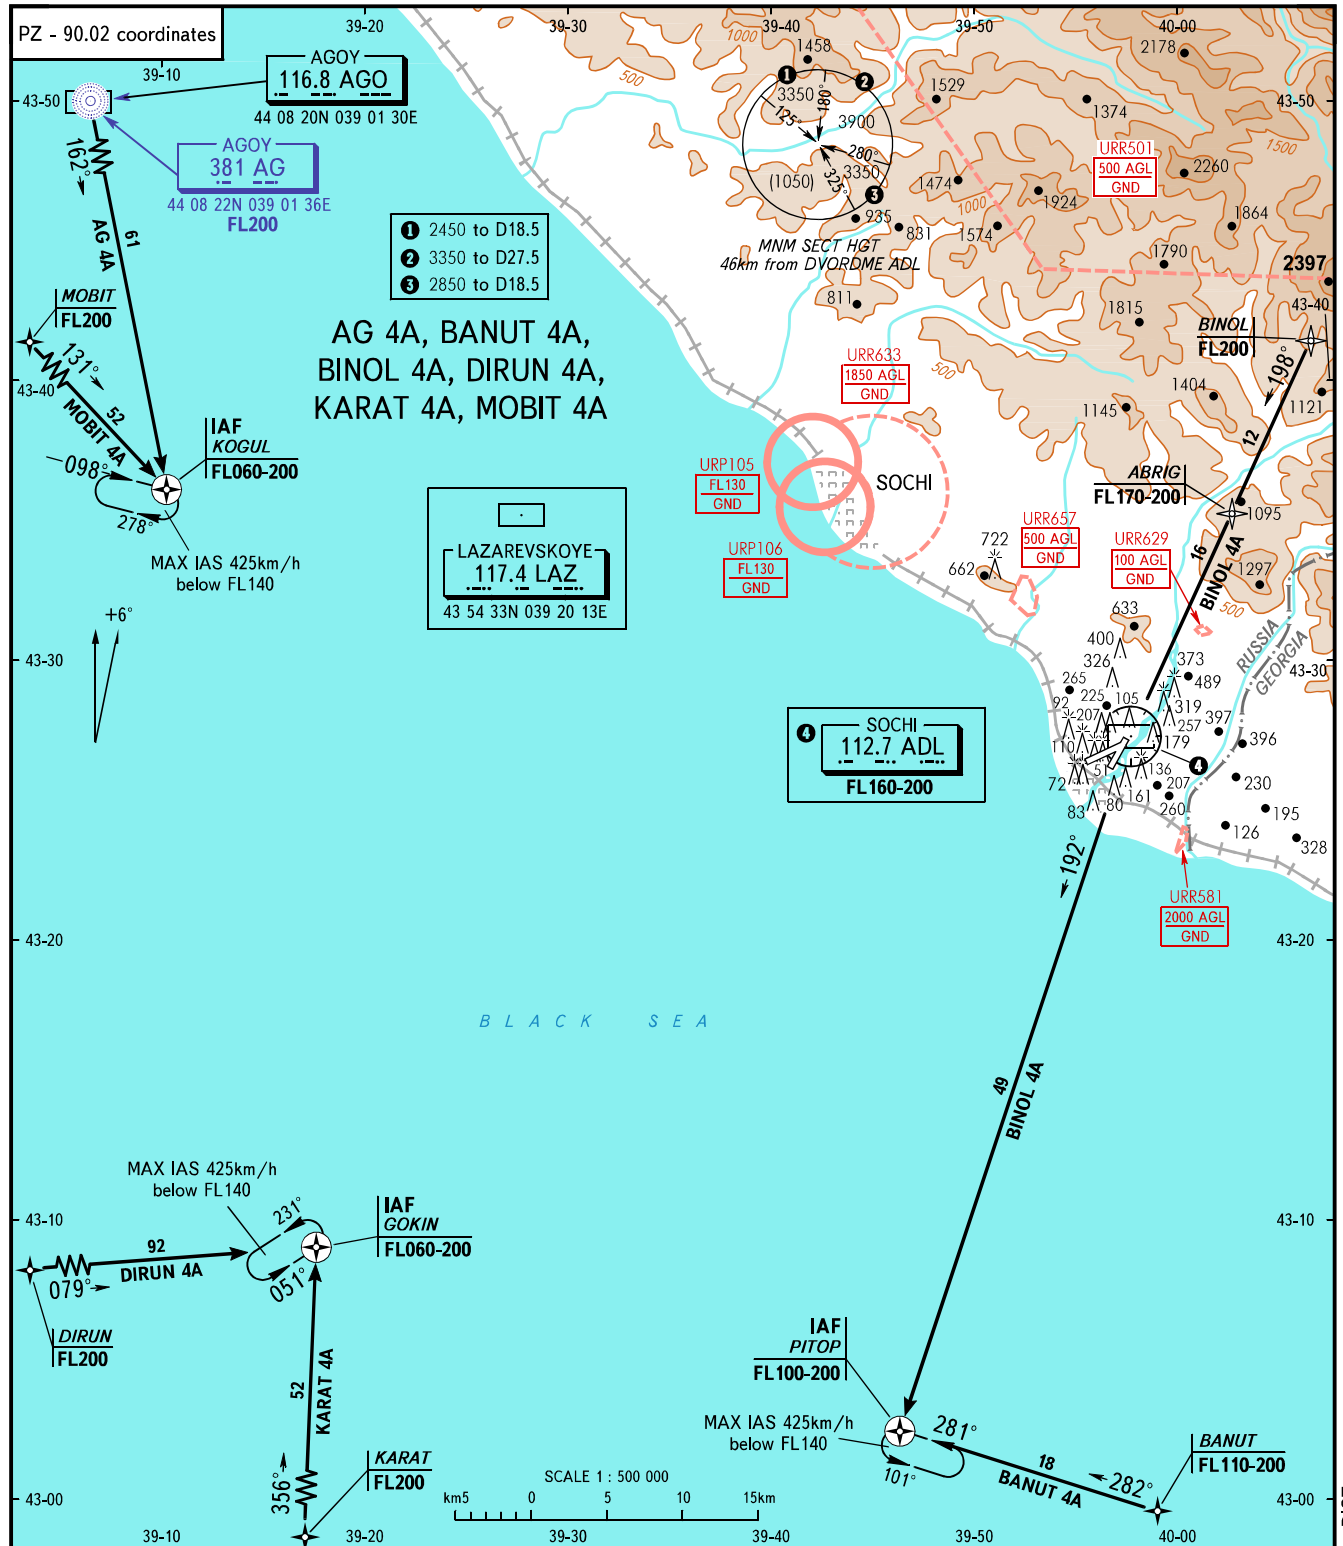 PZ - 90.02 coordinates
39-20
39-30
39-40
39-50
40-00
39-10
43-50
AGOY
116.8 AGO
44 08 20N 039 01 30E
AGOY
381 AG
44 08 22N 039 01 36E
FL200
162°
AG 4A
61
MOBIT
FL200
131°
52
MOBIT 4A
43-40
098°
278°
IAF
KOGUL
FL060-200
MAX IAS 425km/h
below FL140
+6°
1 2450 to D18.5
2 3350 to D27.5
3 2850 to D18.5
AG 4A, BANUT 4A,
BINOL 4A, DIRUN 4A,
KARAT 4A, MOBIT 4A
LAZAREVSKOYE
117.4 LAZ
43 54 33N 039 20 13E
1000
500
1458
1
2
3350
180°
125°
3900
280°
3350
325°
(1050)
3
935
831
MNM SECT HGT
46km from DVORDME ADL
811
1529
1474
1000
1574
1924
1374
2178
43-50
1500
URR501
500 AGL
GND
2260
1864
1790
2397
43-40
1815
BINOL
FL200
198°
1404
1121
1145
500
12
URR633
1850 AGL
GND
URP105
FL130
GND
SOCHI
URP106
FL130
GND
ABRIG
FL170-200
1095
16
BINOL 4A
URR657
500 AGL
GND
URR629
100 AGL
GND
722
662
1297
500
633
400
326
RUSSIA
GEORGIA
43-30
43-30
373
489
265
225
105
92
207
319
257
397
110
179
396
51
136
4
72
207
230
161
83
80
260
195
126
328
4
SOCHI
112.7 ADL
FL160-200
192°
URR581
2000 AGL
GND
43-20
43-20
BLACK SEA
49
BINOL 4A
MAX IAS 425km/h
below FL140
231°
IAF
GOKIN
FL060-200
43-10
43-10
92
DIRUN 4A
079°
051°
DIRUN
FL200
52
KARAT 4A
356°
KARAT
FL200
IAF
PITOP
FL100-200
MAX IAS 425km/h
below FL140
281°
101°
18
BANUT 4A
282°
BANUT
FL110-200
43-00
43-00
SCALE 1 : 500 000
km5 0 5 10 15km
39-10
39-20
39-30
39-40
39-50
40-00